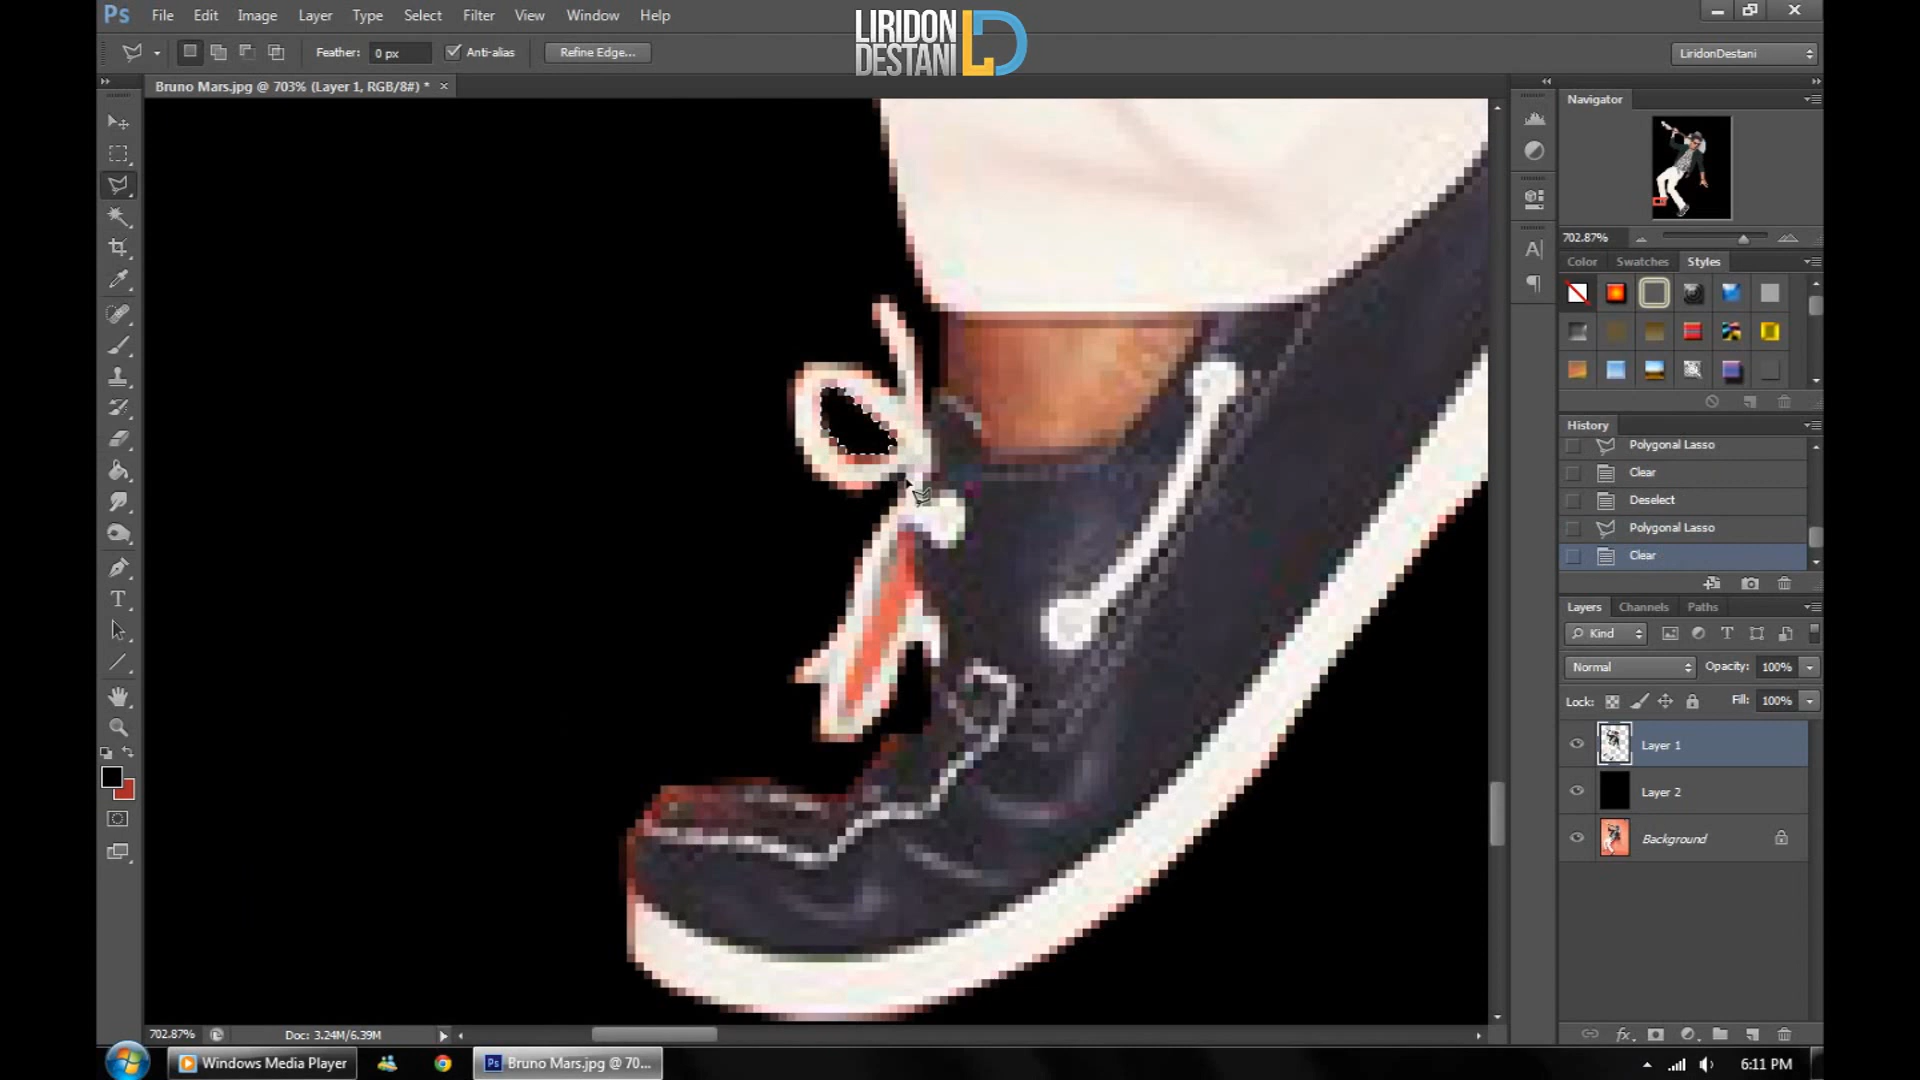 Ps File Edit Image Layer Type Select Filter View Window Help
LIRIDON
DESTANI LD
Feather: 0 px Anti-alias Refine Edge... LiridonDestani
Bruno Mars.jpg @ 703% (Layer 1, RGB/8#) * ×
Navigator
702.87%
Color Swatches Styles
History
Polygonal Lasso
Clear
Deselect
Polygonal Lasso
Clear
Layers Channels Paths
Kind
Normal Opacity: 100%
Lock: Fill: 100%
Layer 1
Layer 2
Background
702.87% Doc: 3.24M/6.39M
Windows Media Player Ps Bruno Mars.jpg @ 70... 6:11 PM